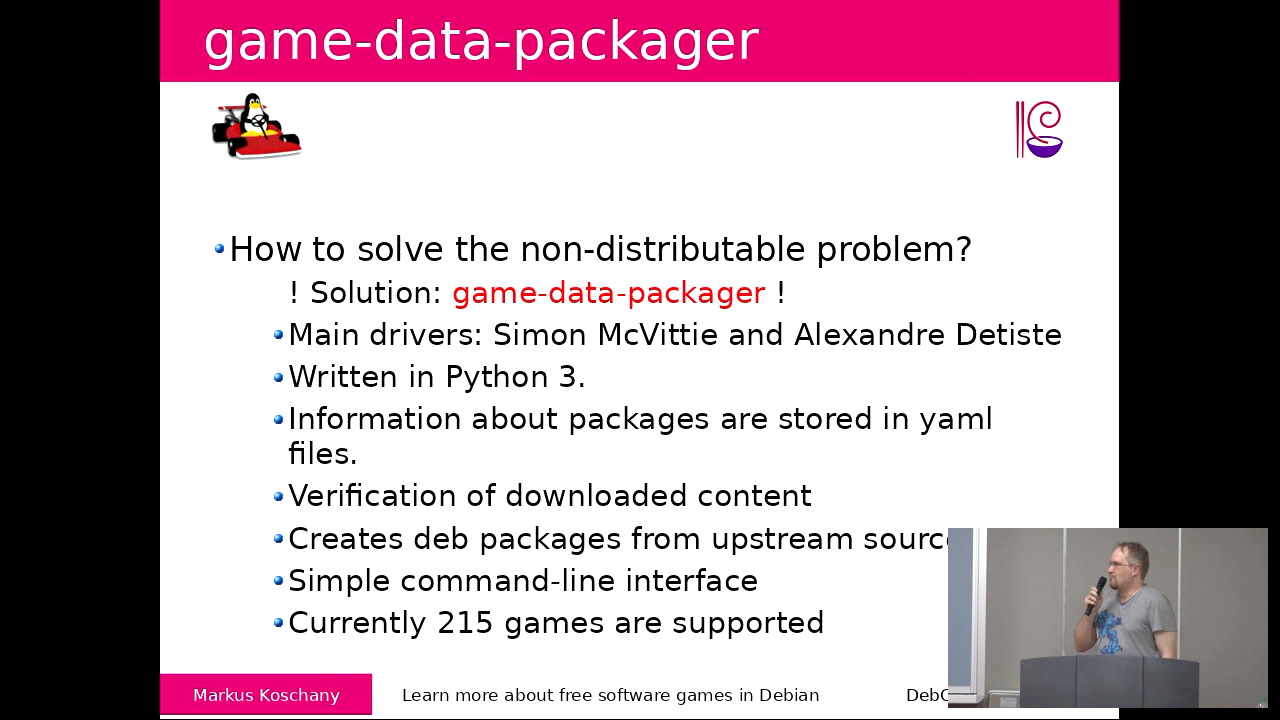 game-data-packager
How to solve the non-distributable problem?
! Solution: game-data-packager !
Main drivers: Simon McVittie and Alexandre Detiste
Written in Python 3.
Information about packages are stored in yaml
files.
Verification of downloaded content
Creates deb packages from upstream
Simple command-line interface
Currently 215 games are supported
Markus Koschany
Learn more about free software games in Debian